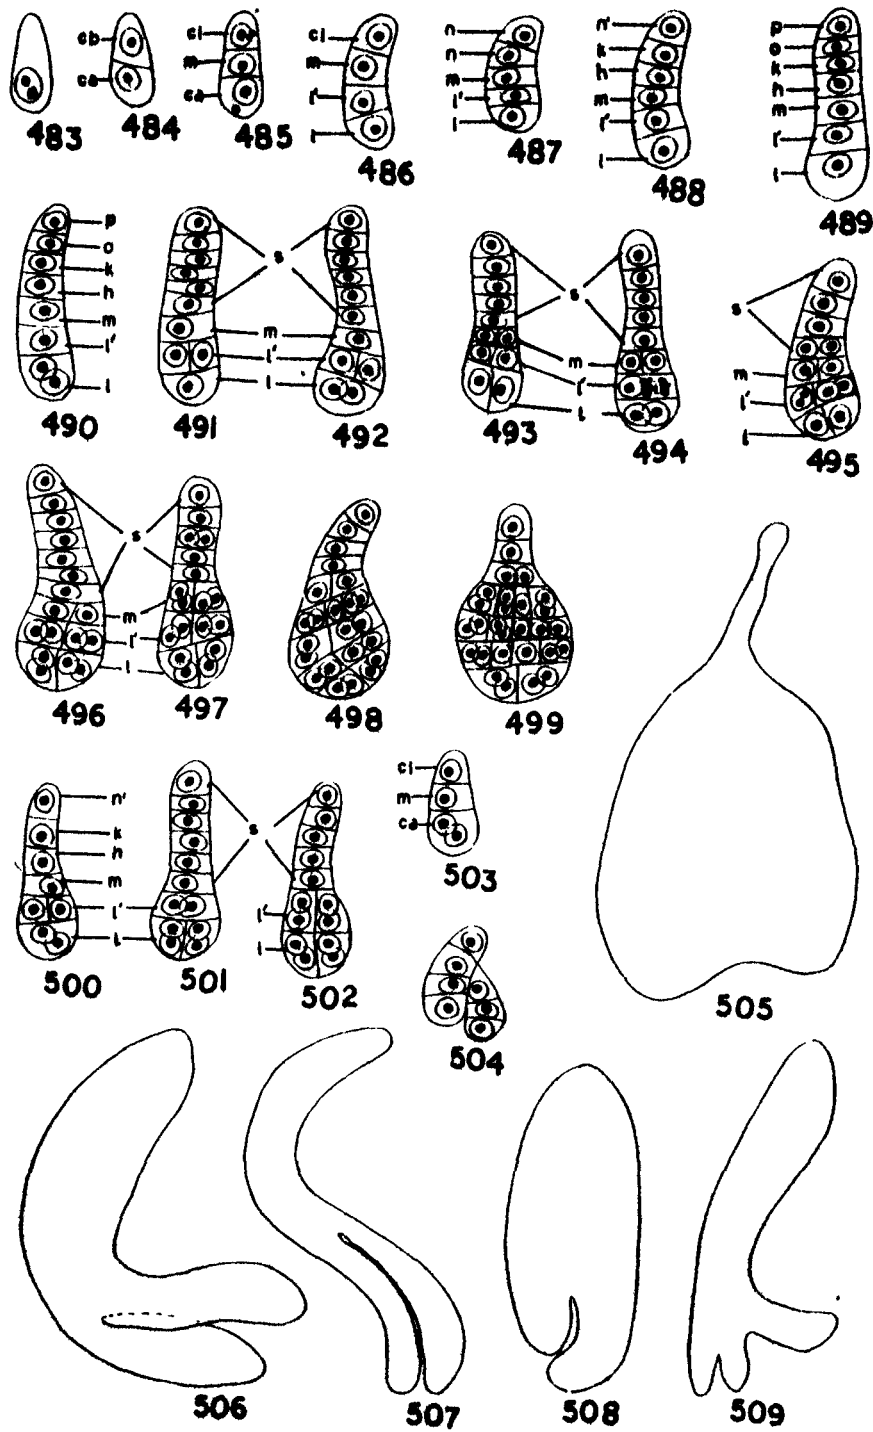 cb
ca
ci
m
ca
ci
m
l'
l
n
n
m
l'
l
n'
k
h
m
l'
l
p
o
k
h
m
l'
l
483
484
485
486
487
488
489
p
o
k
h
m
l'
l
s
m
l'
l
s
m
l'
l
s
m
l'
l
490
491
492
493
494
495
s
m
l'
l
496
497
498
499
n'
k
h
m
l'
l
s
l'
l
ci
m
ca
500
501
502
503
504
505
506
507
508
509